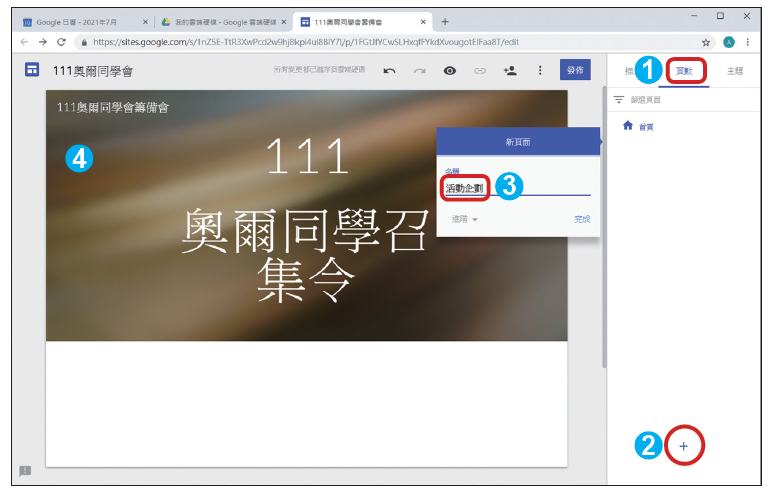 Google 日曆 - 2021年7月
我的雲端硬碟 - Google 雲端硬碟
111奧爾同學會籌備會
https://sites.google.com/s/1nZSE-TtR3XwPcd2w9hJ8kpi4ul8BlY7l/p/1FGtJfYCwSLHxqfFYkdXvougotElFaa8T/edit
111奧爾同學會
所有變更都已儲存到雲端硬碟
發佈
1
頁數
主題
篩選頁面
首頁
111奧爾同學會籌備會
4
111
奧爾同學召
集令
新頁面
名稱
活動企劃
3
進階
完成
2
+